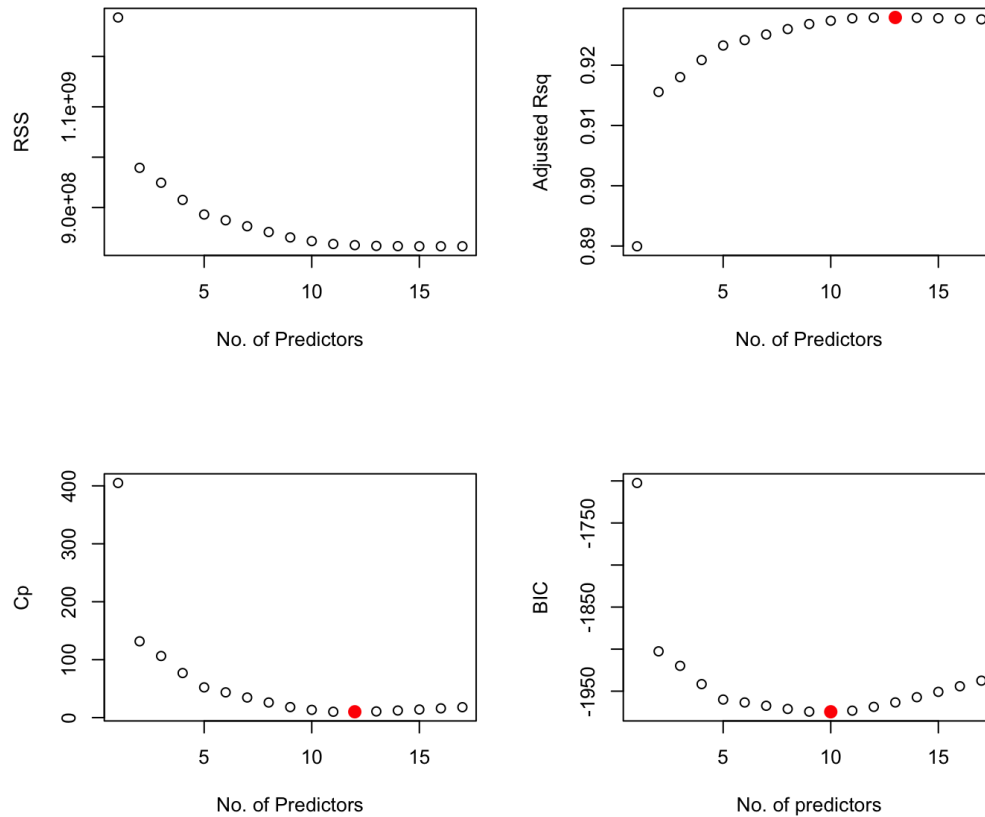 RSS
1.1e+09
9.0e+08
5 10 15
No. of Predictors
Adjusted Rsq
0.92
0.91
0.90
0.89
5 10 15
No. of Predictors
Cp
400
300
200
100
0
5 10 15
No. of Predictors
BIC
-1750
-1850
-1950
5 10 15
No. of predictors